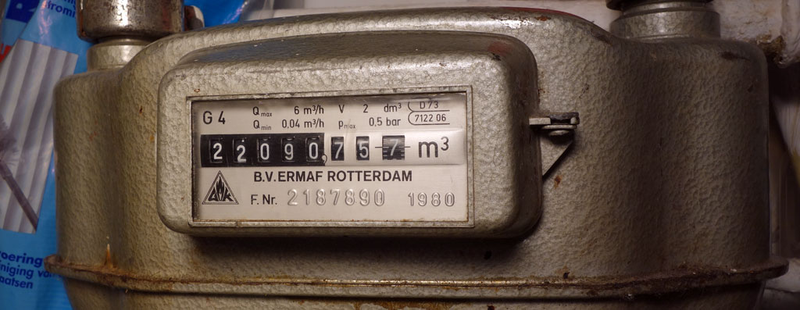 G 4 Qmax 6 m³/h V 2 dm³ D 73
Qmin 0.04 m³/h pmax 0,5 bar 7122 06
22090,757 m³
B.V. ERMAF ROTTERDAM
F. Nr. 2187890 1980